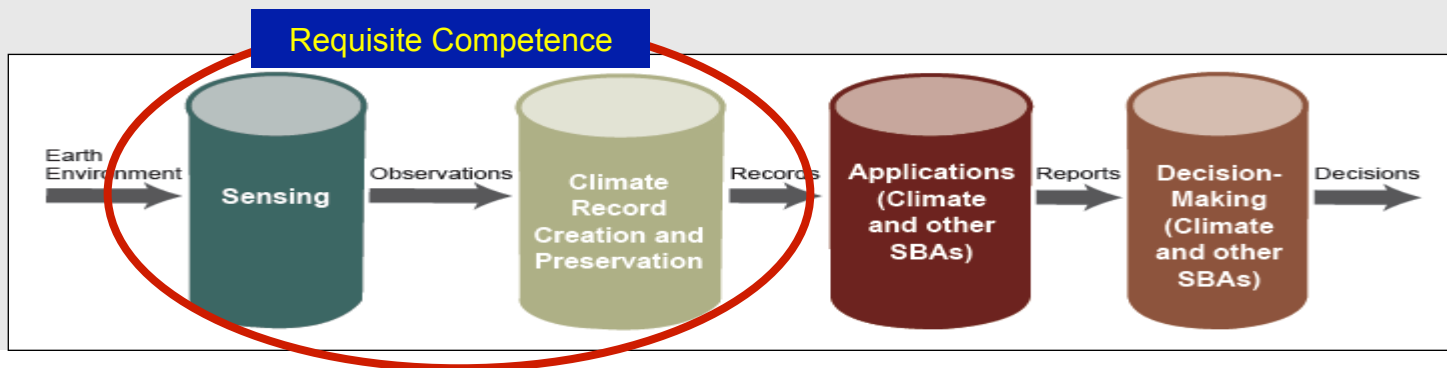 Requisite Competence
Earth
Environment
Sensing
Observations
Climate
Record
Creation and
Preservation
Records
Applications
(Climate
and other
SBAs)
Reports
Decision-
Making
(Climate
and other
SBAs)
Decisions